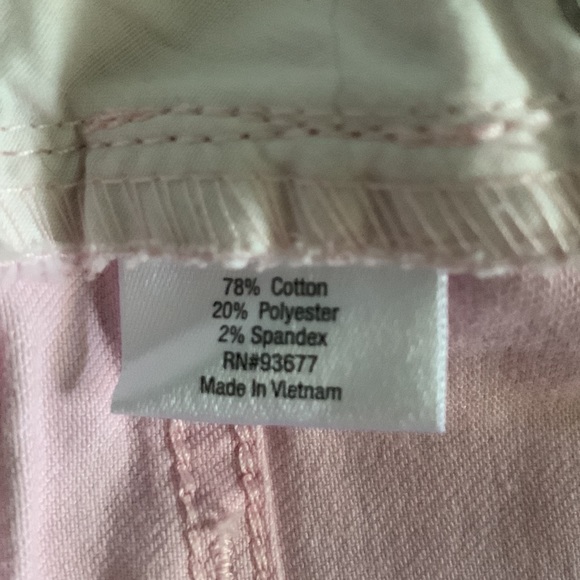 78% Cotton
20% Polyester
2% Spandex
RN#93677
Made In Vietnam